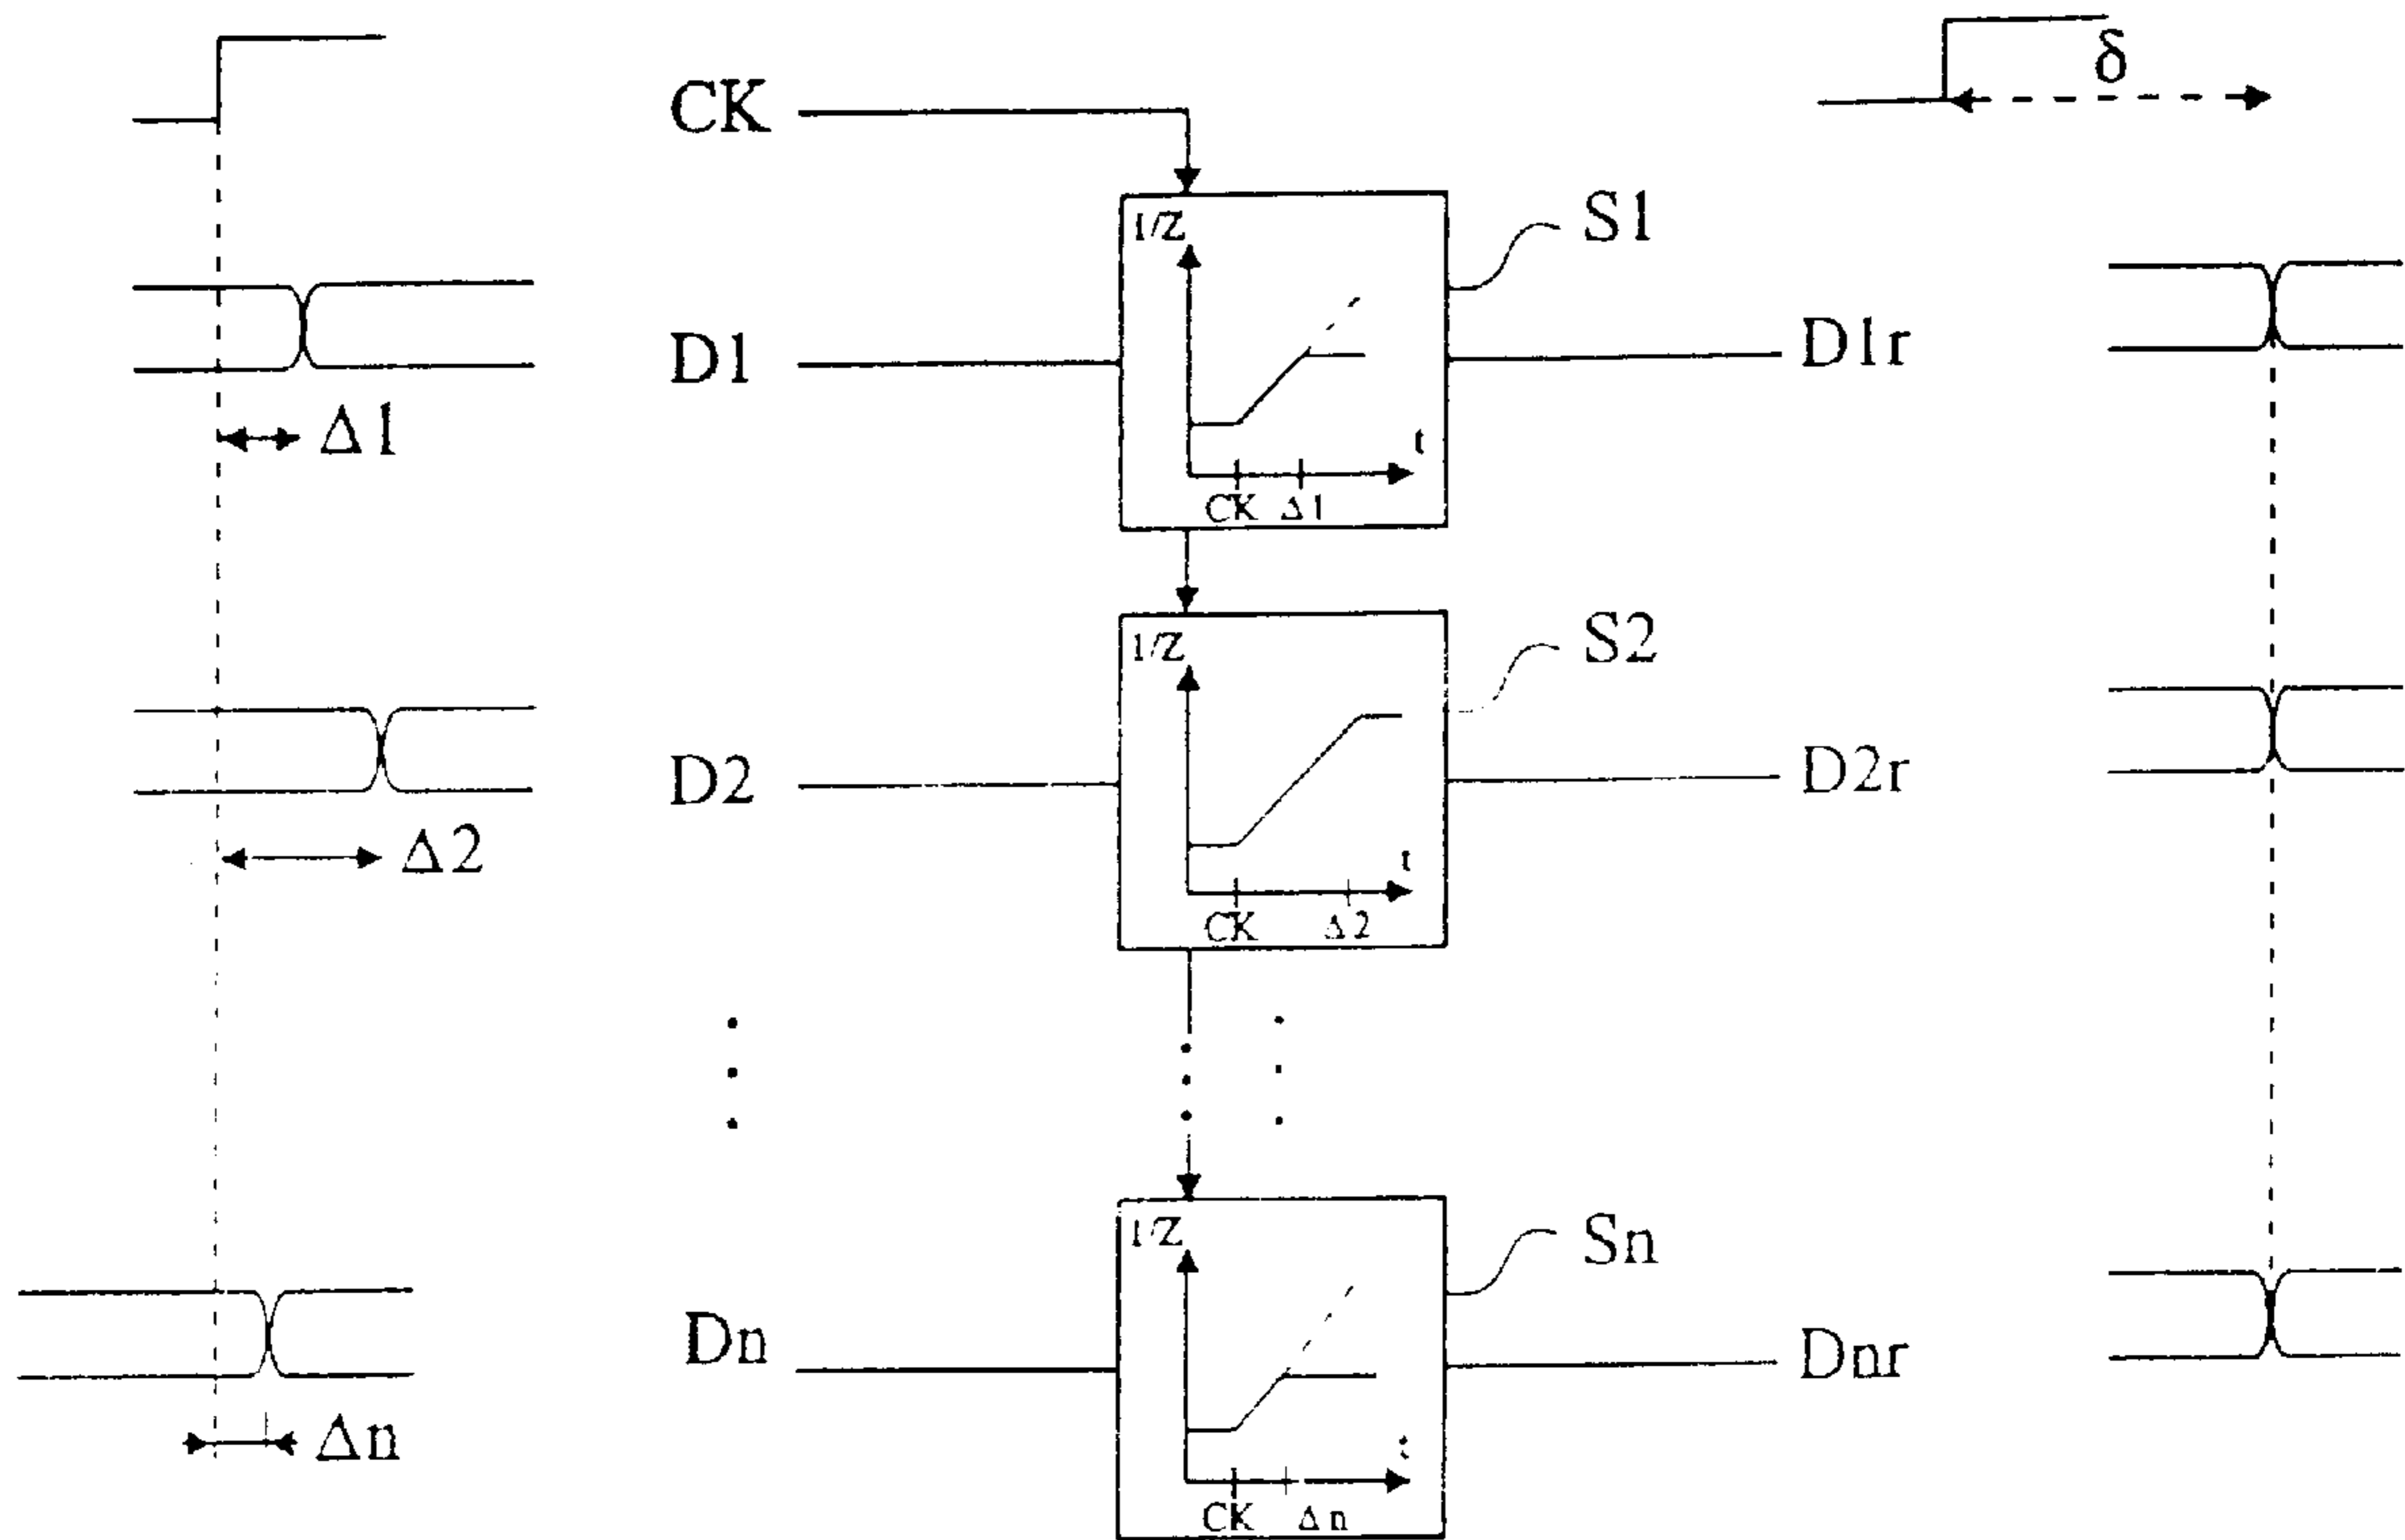 δ
CK
1/Z
S1
D1
D1r
Δ1
t
CK Δ1
1/Z
S2
D2
D2r
Δ2
t
CK Δ2
1/Z
Sn
Dn
Dnr
Δn
t
CK Δn